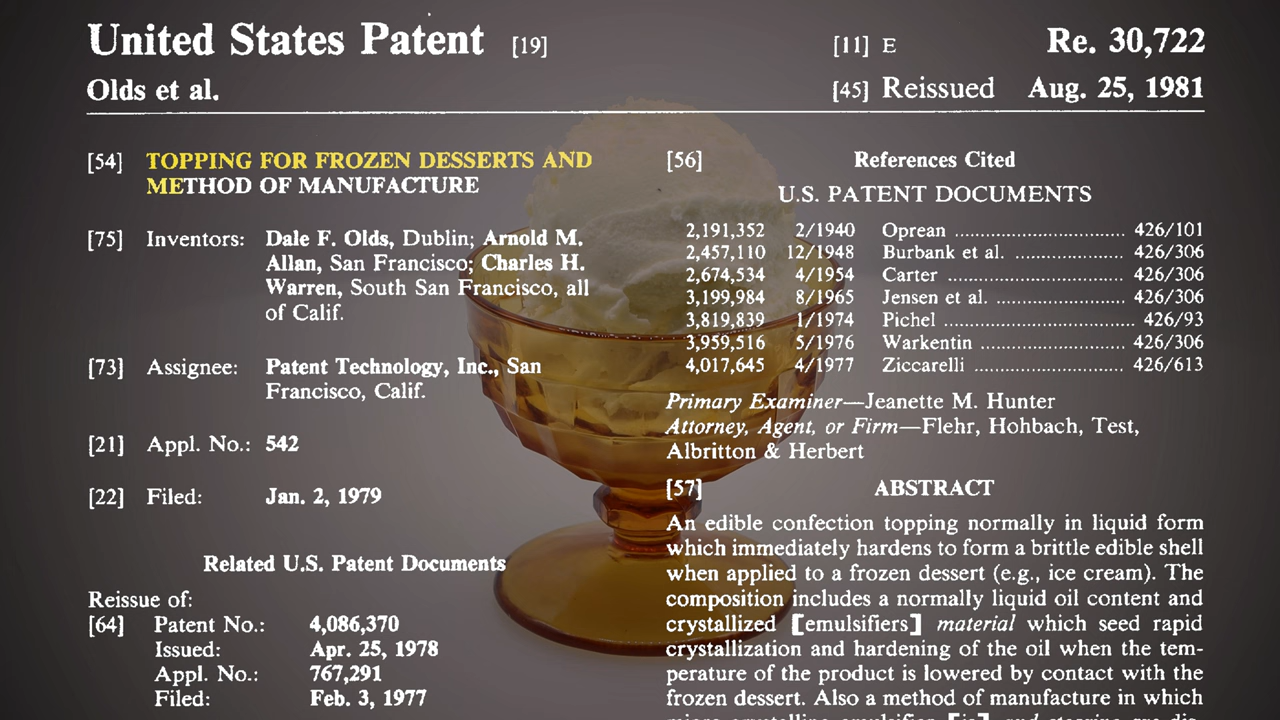 United States Patent [19]
Olds et al.
[11] E Re. 30,722
[45] Reissued Aug. 25, 1981
[54] TOPPING FOR FROZEN DESSERTS AND
METHOD OF MANUFACTURE
[75] Inventors: Dale F. Olds, Dublin; Arnold M.
Allan, San Francisco; Charles H.
Warren, South San Francisco, all
of Calif.
[73] Assignee: Patent Technology, Inc., San
Francisco, Calif.
[21] Appl. No.: 542
[22] Filed: Jan. 2, 1979
Related U.S. Patent Documents
Reissue of:
[64] Patent No.: 4,086,370
Issued: Apr. 25, 1978
Appl. No.: 767,291
Filed: Feb. 3, 1977
[56] References Cited
U.S. PATENT DOCUMENTS
2,191,352 2/1940 Oprean ............................... 426/101
2,457,110 12/1948 Burbank et al. .................... 426/306
2,674,534 4/1954 Carter ................................. 426/306
3,199,984 8/1965 Jensen et al. ........................ 426/306
3,819,839 1/1974 Pichel .................................. 426/93
3,959,516 5/1976 Warkentin .......................... 426/306
4,017,645 4/1977 Ziccarelli ........................... 426/613
Primary Examiner—Jeanette M. Hunter
Attorney, Agent, or Firm—Flehr, Hohbach, Test,
Albritton & Herbert
[57] ABSTRACT
An edible confection topping normally in liquid form
which immediately hardens to form a brittle edible shell
when applied to a frozen dessert (e.g., ice cream). The
composition includes a normally liquid oil content and
crystallized [emulsifiers] material which seed rapid
crystallization and hardening of the oil when the tem-
perature of the product is lowered by contact with the
frozen dessert. Also a method of manufacture in which